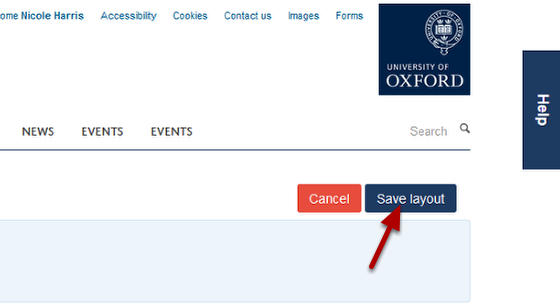 ome Nicole Harris Accessibility Cookies Contact us Images Forms
UNIVERSITY OF
OXFORD
Help
NEWS EVENTS EVENTS Search
Cancel Save layout